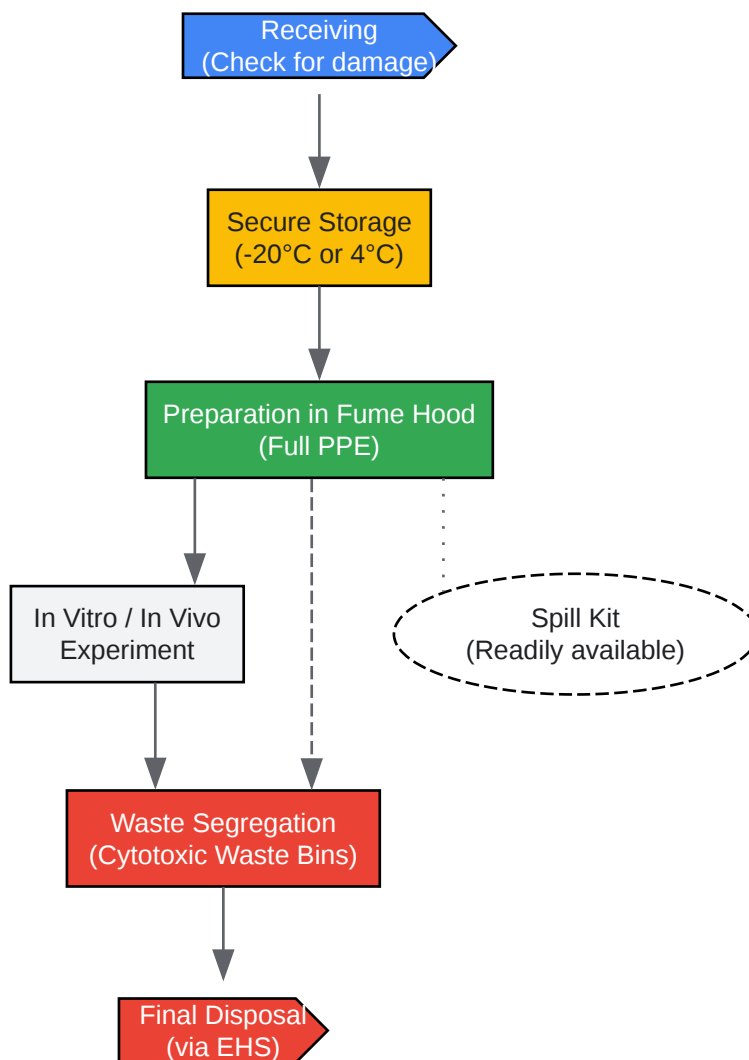 Receiving
(Check for damage)
Secure Storage
(-20°C or 4°C)
Preparation in Fume Hood
(Full PPE)
In Vitro / In Vivo
Experiment
Spill Kit
(Readily available)
Waste Segregation
(Cytotoxic Waste Bins)
Final Disposal
(via EHS)